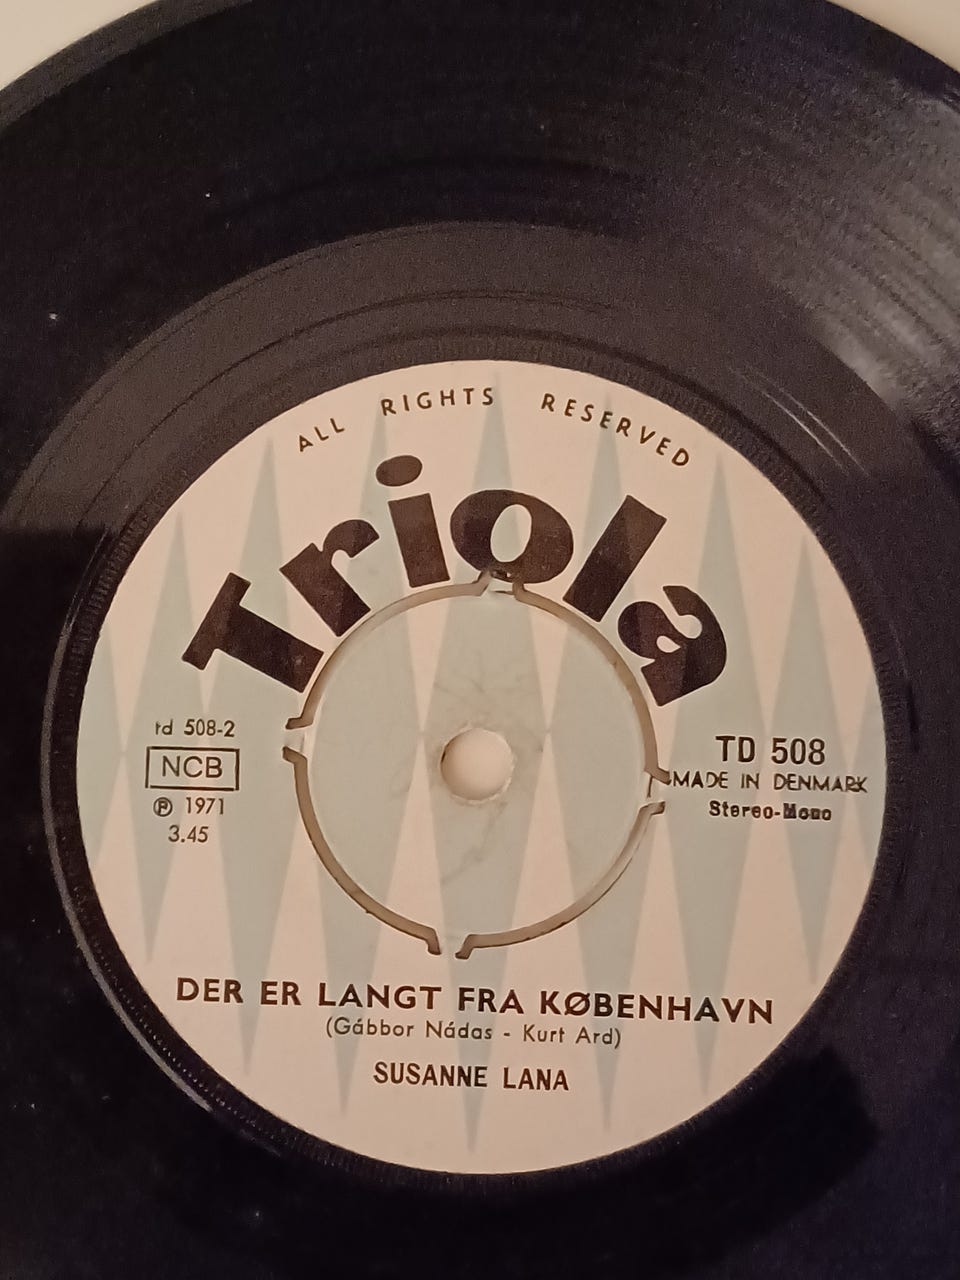 ALL RIGHTS RESERVED
Triola
td 508-2
NCB
Ⓟ 1971
3.45
TD 508
MADE IN DENMARK
Stereo-Mono
DER ER LANGT FRA KØBENHAVN
(Gábbor Nádas - Kurt Ard)
SUSANNE LANA